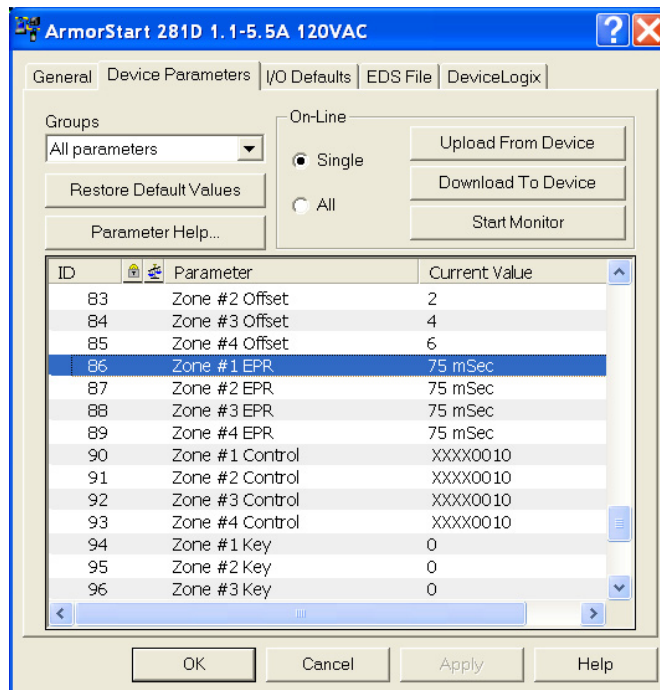 ArmorStart 281D 1.1-5.5A 120VAC
General Device Parameters I/O Defaults EDS File DeviceLogix
Groups
All parameters
Restore Default Values
Parameter Help...
On-Line
Single
All
Upload From Device
Download To Device
Start Monitor
ID Parameter Current Value
83 Zone #2 Offset 2
84 Zone #3 Offset 4
85 Zone #4 Offset 6
86 Zone #1 EPR 75 mSec
87 Zone #2 EPR 75 mSec
88 Zone #3 EPR 75 mSec
89 Zone #4 EPR 75 mSec
90 Zone #1 Control XXXX0010
91 Zone #2 Control XXXX0010
92 Zone #3 Control XXXX0010
93 Zone #4 Control XXXX0010
94 Zone #1 Key 0
95 Zone #2 Key 0
96 Zone #3 Key 0
OK Cancel Apply Help